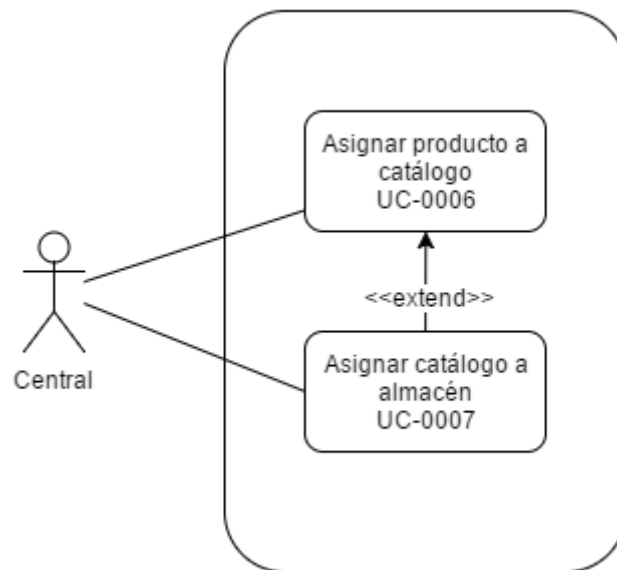 Asignar producto a
catálogo
UC-0006
<<extend>>
Asignar catálogo a
almacén
UC-0007
Central